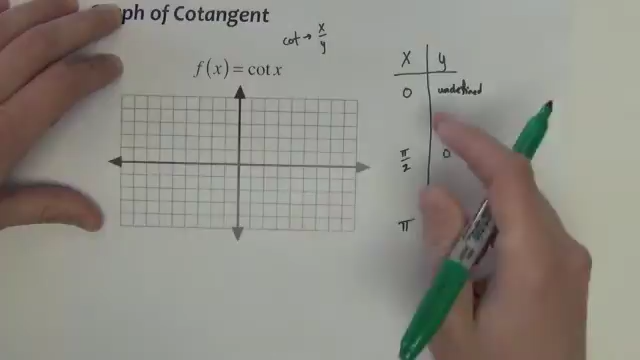 ph of Cotangent
cot → x/y
f(x) = cot x
x y
0 undefined
π/2 0
π